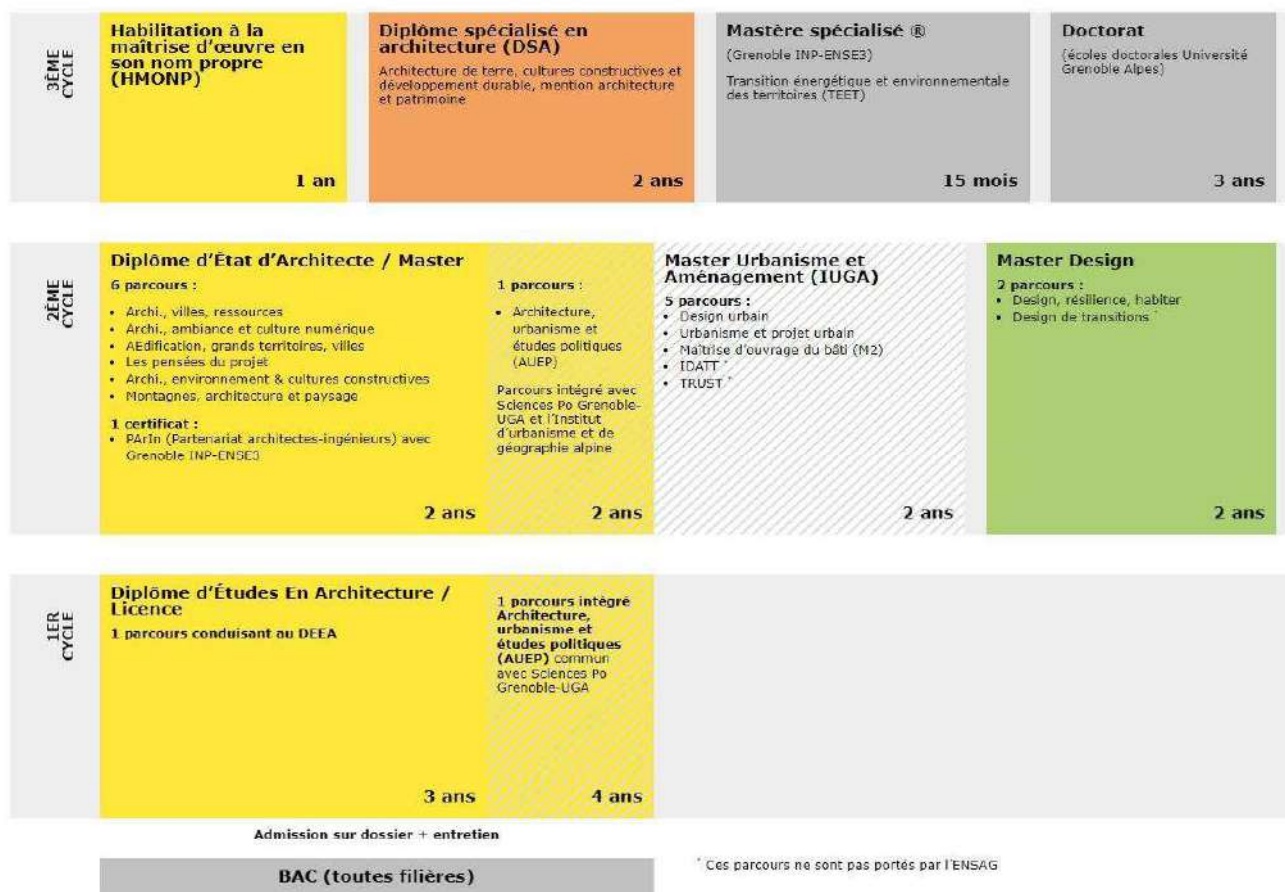 3ÈME
CYCLE
Habilitation à la
maîtrise d'œuvre en
son nom propre
(HMONP)
1 an
Diplôme spécialisé en
architecture (DSA)
Architecture de terre, cultures constructives et
développement durable, mention architecture
et patrimoine
2 ans
Mastère spécialisé ®
(Grenoble INP-ENSE3)
Transition énergétique et environnementale
des territoires (TEET)
15 mois
Doctorat
(écoles doctorales Université
Grenoble Alpes)
3 ans
2ÈME
CYCLE
Diplôme d'État d'Architecte / Master
6 parcours :
• Archi., villes, ressources
• Archi., ambiance et culture numérique
• AEdification, grands territoires, villes
• Les pensées du projet
• Archi., environnement & cultures constructives
• Montagnes, architecture et paysage
1 certificat :
• PArIn (Partenariat architectes-ingénieurs) avec
Grenoble INP-ENSE3
2 ans
1 parcours :
• Architecture,
urbanisme et
études politiques
(AUEP)
Parcours intégré avec
Sciences Po Grenoble-
UGA et l'Institut
d'urbanisme et de
géographie alpine
2 ans
Master Urbanisme et
Aménagement (IUGA)
5 parcours :
• Design urbain
• Urbanisme et projet urbain
• Maîtrise d'ouvrage du bâti (M2)
• IDATT *
• TRUST *
2 ans
Master Design
2 parcours :
• Design, résilience, habiter
• Design de transitions *
2 ans
1ER
CYCLE
Diplôme d'Études En Architecture /
Licence
1 parcours conduisant au DEEA
3 ans
1 parcours intégré
Architecture,
urbanisme et
études politiques
(AUEP) commun
avec Sciences Po
Grenoble-UGA
4 ans
Admission sur dossier + entretien
BAC (toutes filières)
* Ces parcours ne sont pas portés par l'ENSAG